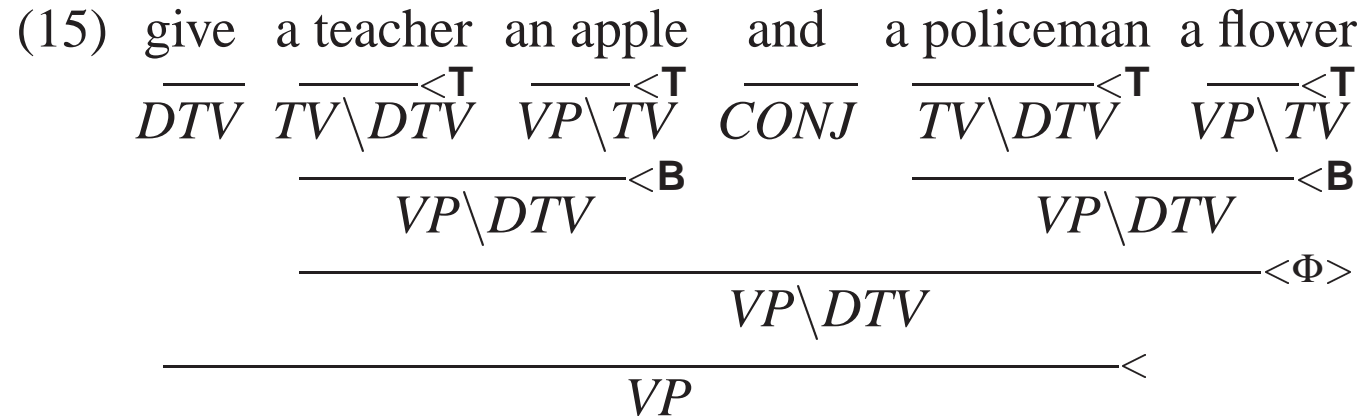 (15) give a teacher an apple and a policeman a flower
<T <T <T <T
DTV TV\DTV VP\TV CONJ TV\DTV VP\TV
<B <B
VP\DTV VP\DTV
<Φ>
VP\DTV
<
VP